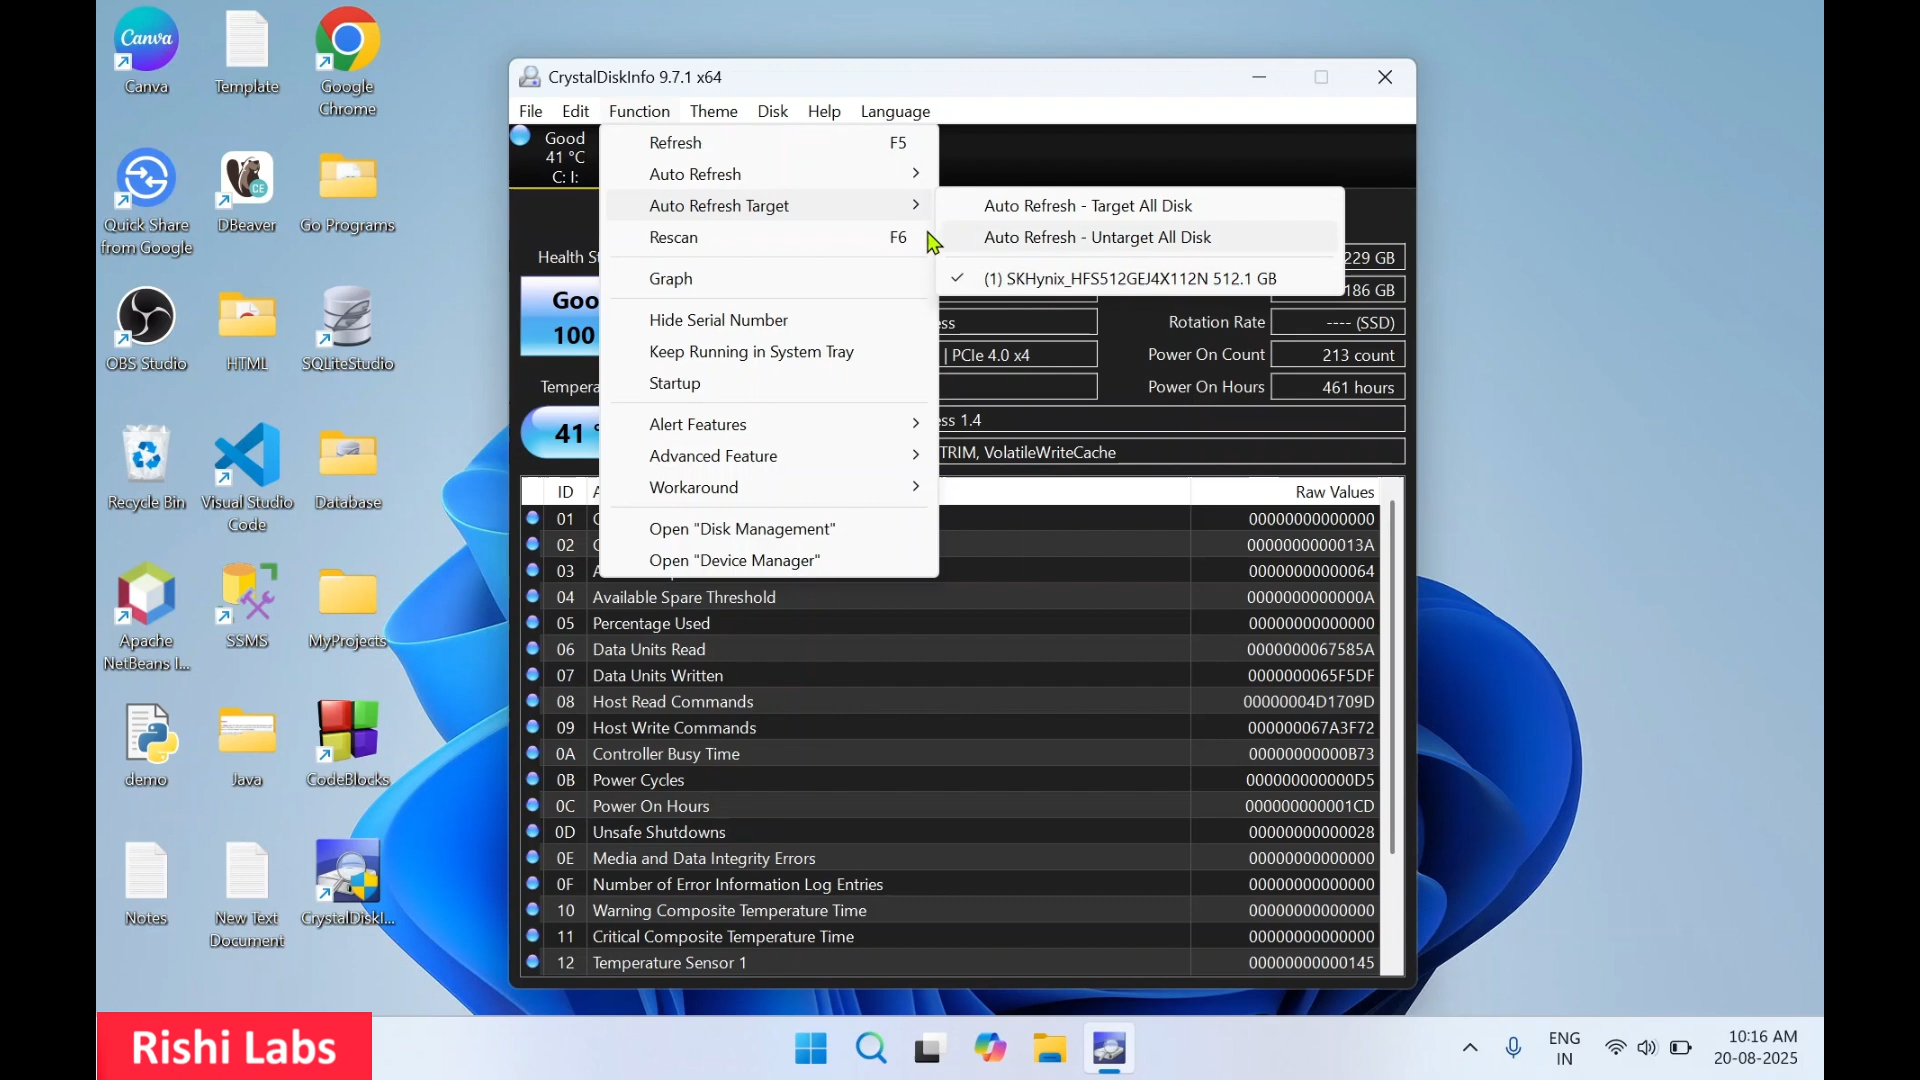 Canva
Canva
Template
Google
Chrome
Quick Share
from Google
CE
DBeaver
Go Programs
OBS Studio
HTML
SQLiteStudio
Recycle Bin
Visual Studio
Code
Database
Apache
NetBeans I...
SSMS
MyProjects
demo
Java
CodeBlocks
Notes
New Text
Document
CrystalDiskI...
CrystalDiskInfo 9.7.1 x64
File Edit Function Theme Disk Help Language
Good
41 °C
C: I:
Refresh F5
Auto Refresh
Auto Refresh Target
Rescan F6
Graph
Hide Serial Number
Keep Running in System Tray
Startup
Alert Features
Advanced Feature
Workaround
Open "Disk Management"
Open "Device Manager"
Auto Refresh - Target All Disk
Auto Refresh - Untarget All Disk
(1) SKHynix_HFS512GEJ4X112N 512.1 GB
Health St
Goo
100
Tempera
41 °
229 GB
186 GB
ess
Rotation Rate ---- (SSD)
| PCIe 4.0 x4
Power On Count 213 count
Power On Hours 461 hours
ess 1.4
TRIM, VolatileWriteCache
ID A Raw Values
01 C 00000000000000
02 C 0000000000013A
03 A 00000000000064
04 Available Spare Threshold 0000000000000A
05 Percentage Used 00000000000000
06 Data Units Read 0000000067585A
07 Data Units Written 000000065F5DF
08 Host Read Commands 00000004D1709D
09 Host Write Commands 000000067A3F72
0A Controller Busy Time 00000000000B73
0B Power Cycles 000000000000D5
0C Power On Hours 000000000001CD
0D Unsafe Shutdowns 00000000000028
0E Media and Data Integrity Errors 00000000000000
0F Number of Error Information Log Entries 00000000000000
10 Warning Composite Temperature Time 00000000000000
11 Critical Composite Temperature Time 00000000000000
12 Temperature Sensor 1 00000000000145
Rishi Labs
ENG
IN
10:16 AM
20-08-2025